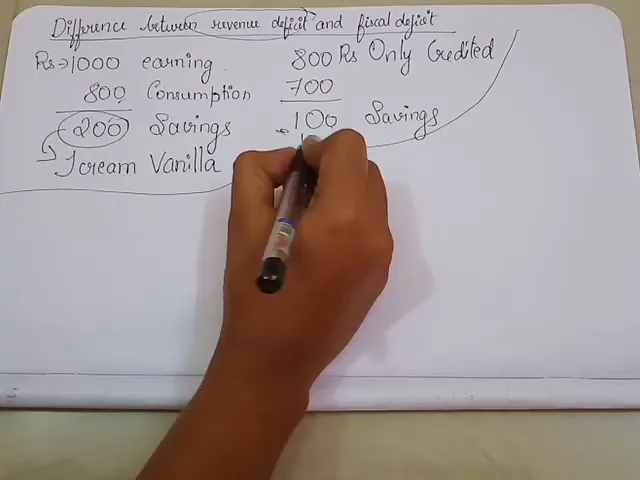 Difference between revenue deficit and fiscal deficit
Rs→1000 earning
800 Consumption
200 Savings
Icream Vanilla
800 Rs Only Credited
700
100 Savings